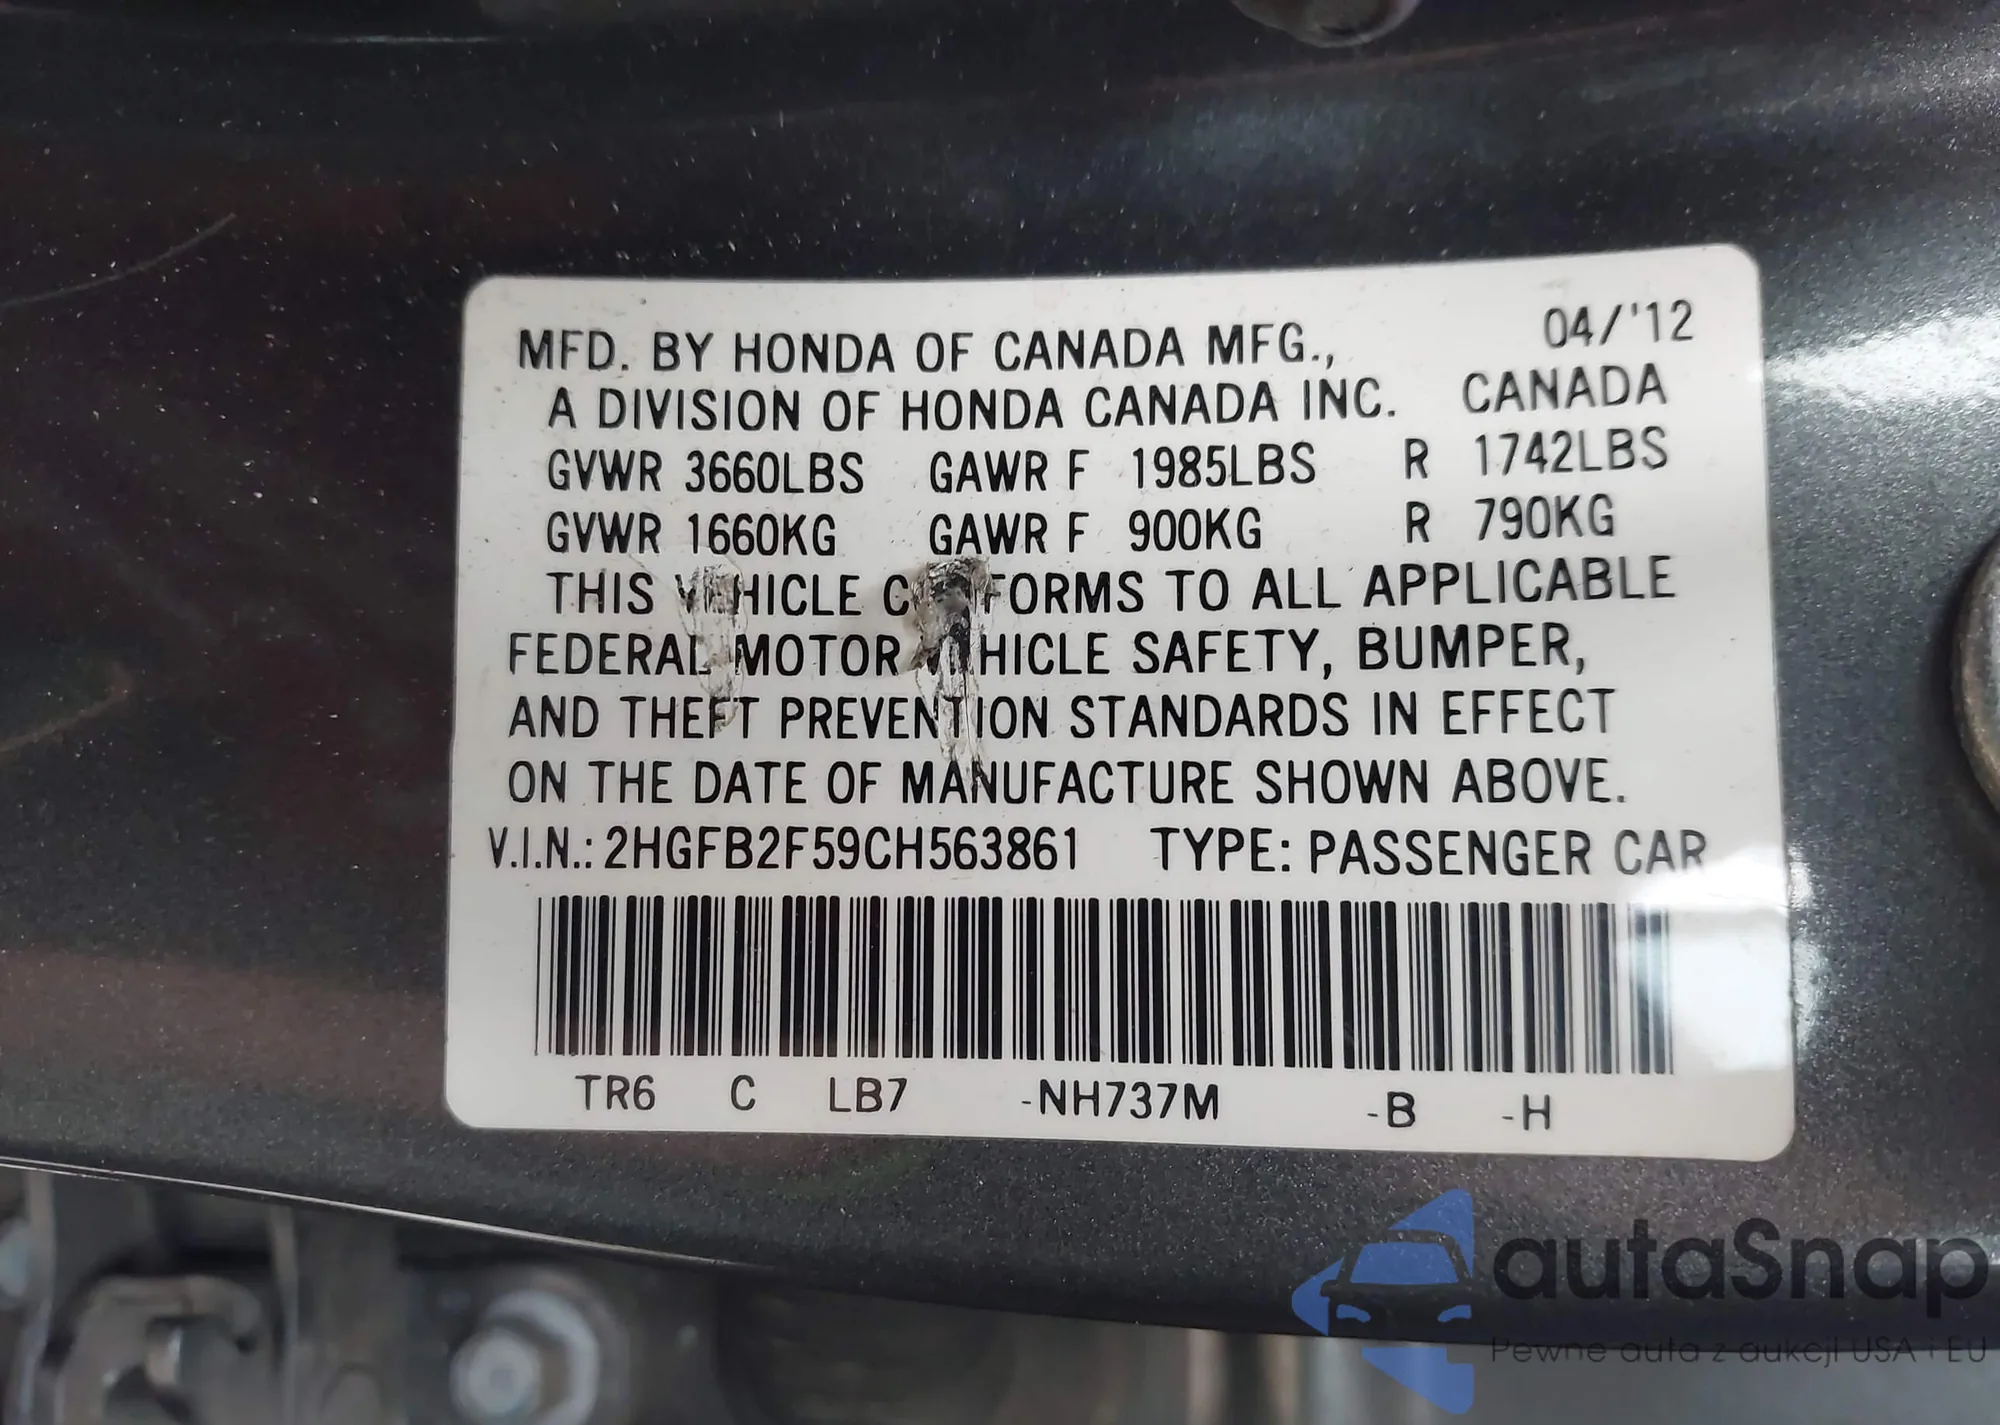 MFD. BY HONDA OF CANADA MFG., 04/'12
A DIVISION OF HONDA CANADA INC. CANADA
GVWR 3660LBS GAWR F 1985LBS R 1742LBS
GVWR 1660KG GAWR F 900KG R 790KG
THIS VEHICLE CONFORMS TO ALL APPLICABLE
FEDERAL MOTOR VEHICLE SAFETY, BUMPER,
AND THEFT PREVENTION STANDARDS IN EFFECT
ON THE DATE OF MANUFACTURE SHOWN ABOVE.
V.I.N.: 2HGFB2F59CH563861 TYPE: PASSENGER CAR
TR6 C LB7 -NH737M -B -H
autaSnap
Pewne auta z aukcji USA i EU